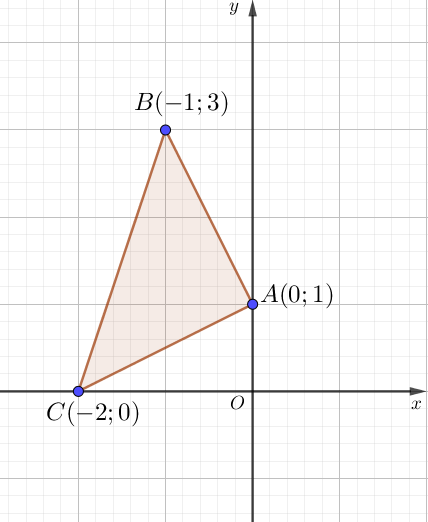 y
B(−1; 3)
A(0; 1)
O
x
C(−2; 0)